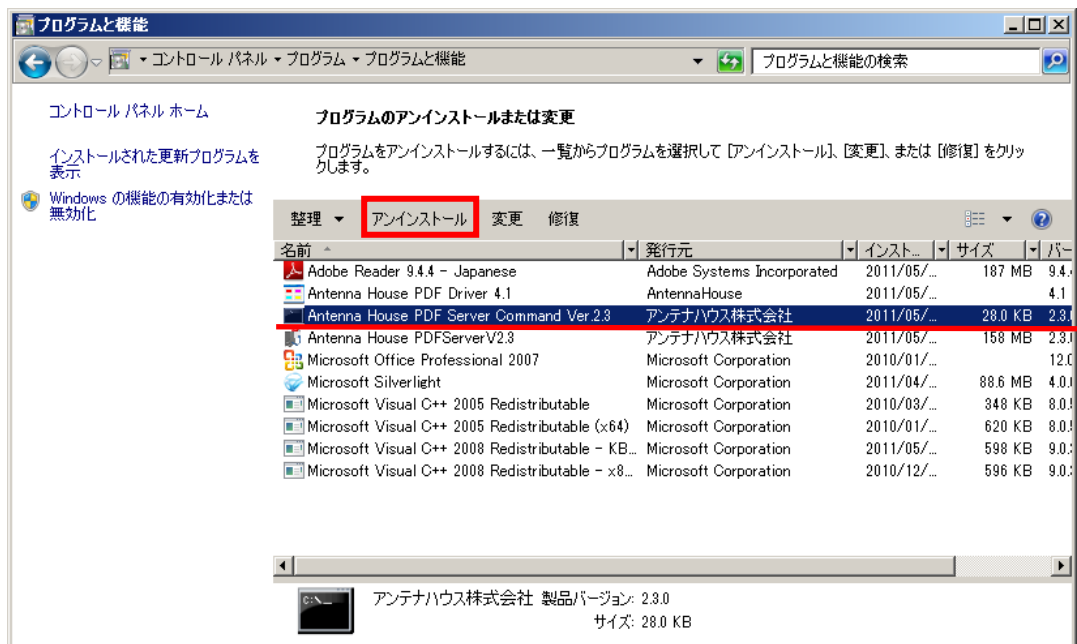 プログラムと機能
コントロール パネル ▾ プログラム ▾ プログラムと機能
プログラムと機能の検索
コントロール パネル ホーム
インストールされた更新プログラムを
表示
Windows の機能の有効化または
無効化
プログラムのアンインストールまたは変更
プログラムをアンインストールするには、一覧からプログラムを選択して [アンインストール]、[変更]、または [修復] をクリッ
クします。
整理 ▼ アンインストール 変更 修復
名前 発行元 インスト... サイズ バー
Adobe Reader 9.4.4 - Japanese Adobe Systems Incorporated 2011/05/... 187 MB 9.4.
Antenna House PDF Driver 4.1 AntennaHouse 2011/05/... 4.1
Antenna House PDF Server Command Ver.2.3 アンテナハウス株式会社 2011/05/... 28.0 KB 2.3.
Antenna House PDFServerV2.3 アンテナハウス株式会社 2011/05/... 158 MB 2.3.
Microsoft Office Professional 2007 Microsoft Corporation 2010/01/... 12.0
Microsoft Silverlight Microsoft Corporation 2011/04/... 88.6 MB 4.0.
Microsoft Visual C++ 2005 Redistributable Microsoft Corporation 2010/03/... 348 KB 8.0.
Microsoft Visual C++ 2005 Redistributable (x64) Microsoft Corporation 2010/01/... 620 KB 8.0.
Microsoft Visual C++ 2008 Redistributable - KB... Microsoft Corporation 2011/05/... 598 KB 9.0.
Microsoft Visual C++ 2008 Redistributable - x8... Microsoft Corporation 2010/12/... 596 KB 9.0.
アンテナハウス株式会社 製品バージョン: 2.3.0
サイズ: 28.0 KB